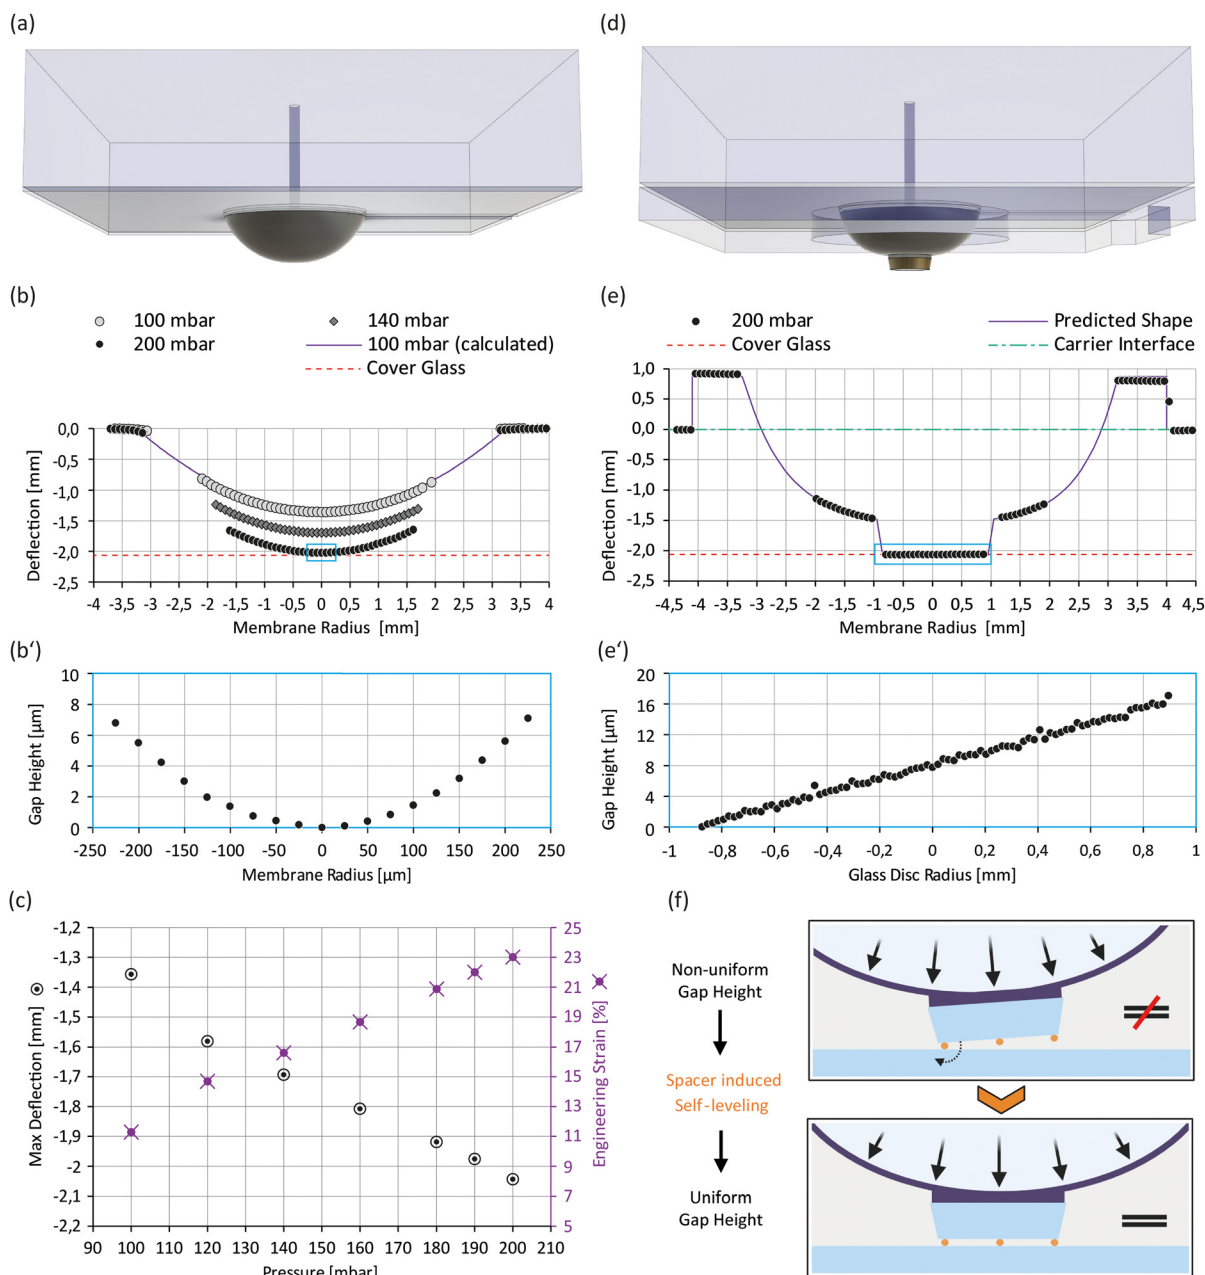 (a)
(d)
(b)
100 mbar
140 mbar
200 mbar
100 mbar (calculated)
Cover Glass
0,0
-0,5
-1,0
-1,5
-2,0
-2,5
Deflection [mm]
-4 -3,5 -3 -2,5 -2 -1,5 -1 -0,5 0 0,5 1 1,5 2 2,5 3 3,5 4
Membrane Radius [mm]
(e)
200 mbar
Predicted Shape
Cover Glass
Carrier Interface
1,0
0,5
0,0
-0,5
-1,0
-1,5
-2,0
-2,5
Deflection [mm]
-4,5 -4 -3,5 -3 -2,5 -2 -1,5 -1 -0,5 0 0,5 1 1,5 2 2,5 3 3,5 4 4,5
Membrane Radius [mm]
(b‘)
10
8
6
4
2
0
Gap Height [µm]
-250 -200 -150 -100 -50 0 50 100 150 200 250
Membrane Radius [µm]
(e‘)
20
16
12
8
4
0
Gap Height [µm]
-1 -0,8 -0,6 -0,4 -0,2 0 0,2 0,4 0,6 0,8 1
Glass Disc Radius [mm]
(c)
-1,2
-1,3
-1,4
-1,5
-1,6
-1,7
-1,8
-1,9
-2
-2,1
-2,2
Max Deflection [mm]
25
23
21
19
17
15
13
11
9
7
5
Engineering Strain [%]
90 100 110 120 130 140 150 160 170 180 190 200 210
Pressure [mbar]
(f)
Non-uniform
Gap Height
Spacer induced
Self-leveling
Uniform
Gap Height